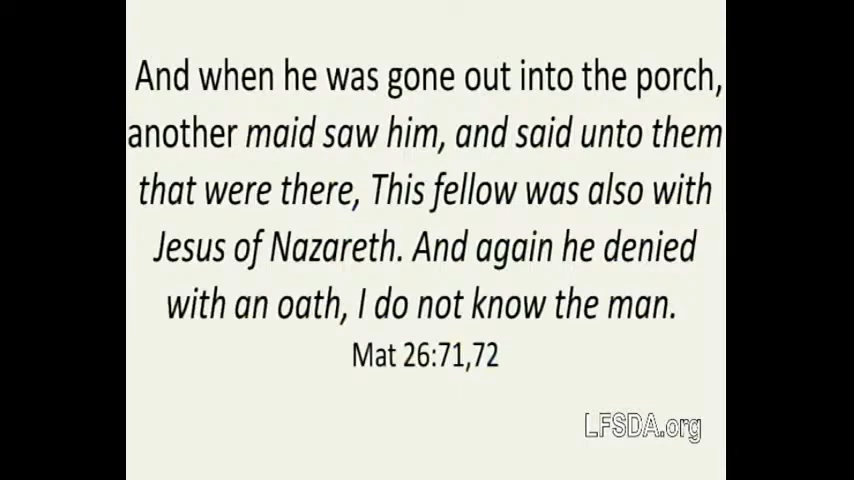 And when he was gone out into the porch,
another maid saw him, and said unto them
that were there, This fellow was also with
Jesus of Nazareth. And again he denied
with an oath, I do not know the man.
Mat 26:71,72
LFSDA.org